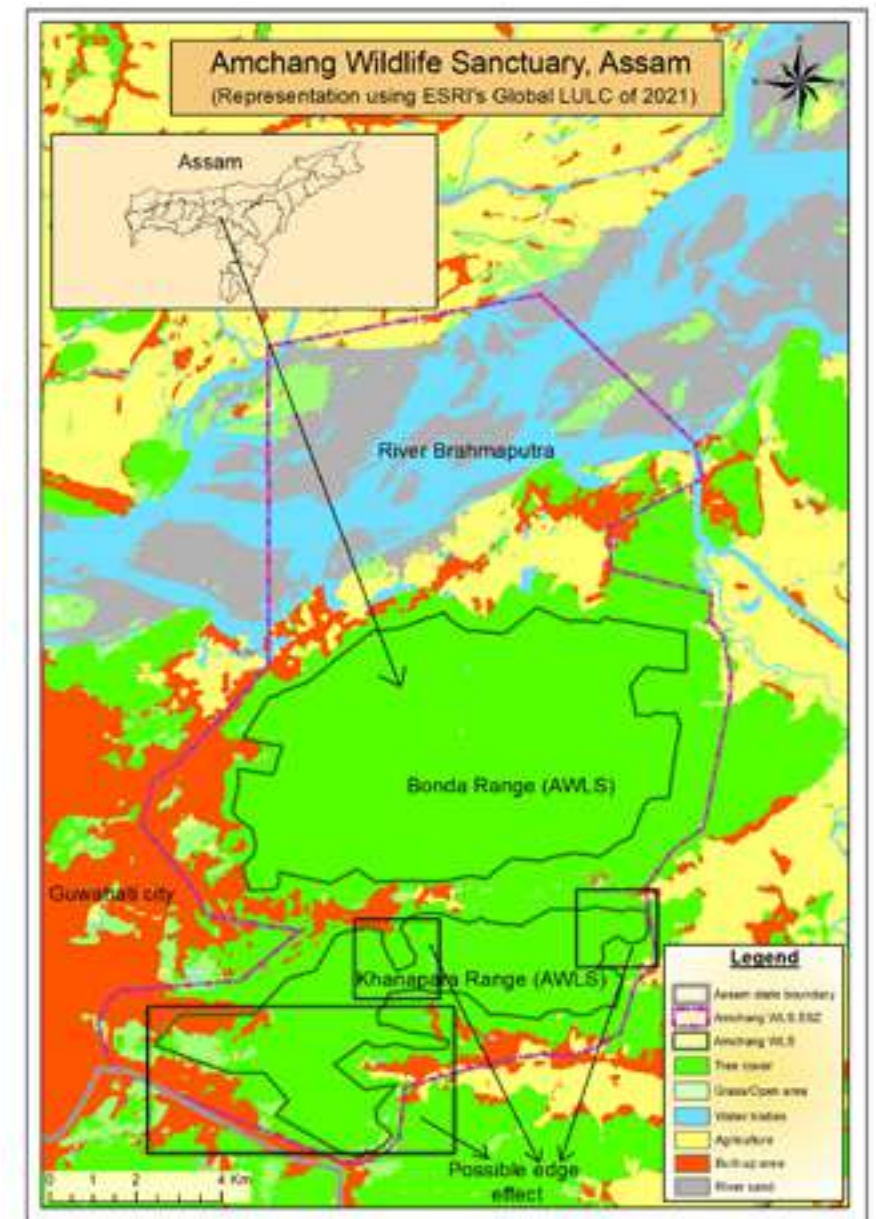 Amchang Wildlife Sanctuary, Assam
(Representation using ESRI's Global LULC of 2021)
Assam
River Brahmaputra
Bonda Range (AWLS)
Guwahati city
Khanapara Range (AWLS)
Possible edge
effect
Legend
Assam state boundary
Amchang WLS ESZ
Amchang WLS
Tree cover
Grass/Open area
Water bodies
Agriculture
Built-up area
River sand
0 1 2 4 Km